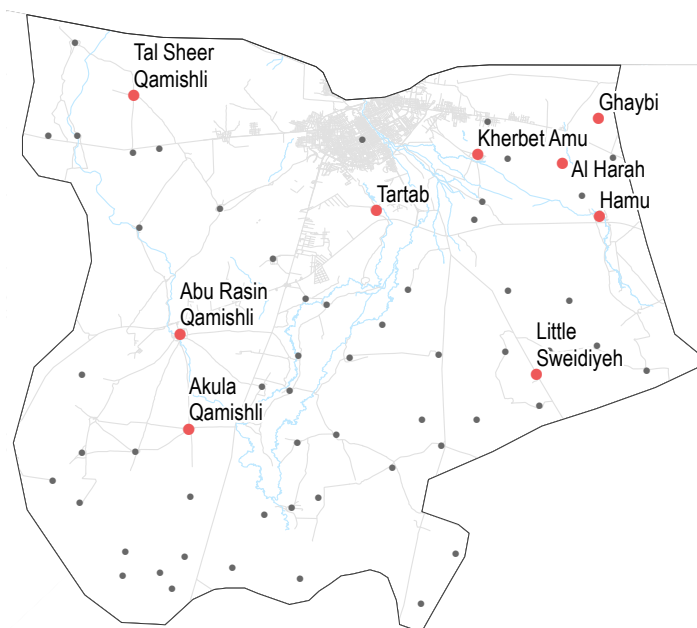 Tal Sheer
Qamishli
Ghaybi
Kherbet Amu
Al Harah
Tartab
Hamu
Abu Rasin
Qamishli
Little
Sweidiyeh
Akula
Qamishli